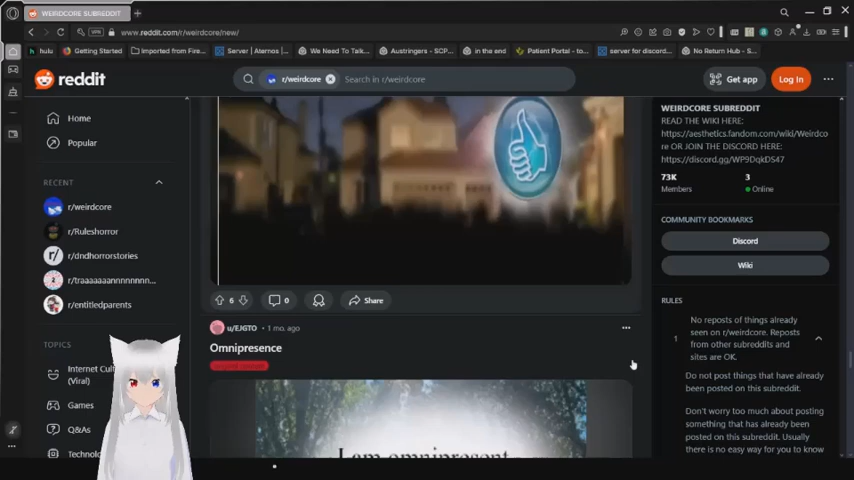 WEIRDCORE SUBREDDIT
www.reddit.com/r/weirdcore/new/
hulu
Getting Started
Imported from Fire...
Server | Aternos |
We Need To Talk...
Austringers - SCP...
in the end
Patient Portal - to...
server for discord...
No Return Hub - S...
reddit
r/weirdcore
Search in r/weirdcore
Get app
Log In
Home
Popular
RECENT
r/weirdcore
r/Ruleshorror
r/dndhorrorstories
r/traaaaaaannnnnnnnn...
r/entitledparents
TOPICS
Internet Cul
(Viral)
Games
Q&As
Technolo
6
0
Share
u/EJGTO • 1 mo. ago
Omnipresence
I am omnipresent
WEIRDCORE SUBREDDIT
READ THE WIKI HERE:
https://aesthetics.fandom.com/wiki/Weirdco
re OR JOIN THE DISCORD HERE:
https://discord.gg/WP9DqkDS47
73K
3
Members
Online
COMMUNITY BOOKMARKS
Discord
Wiki
RULES
1
No reposts of things already
seen on r/weirdcore. Reposts
from other subreddits and
sites are OK.
Do not post things that have already
been posted on this subreddit.
Don't worry too much about posting
something that has already been
posted on this subreddit. Usually
there is no easy way for you to know